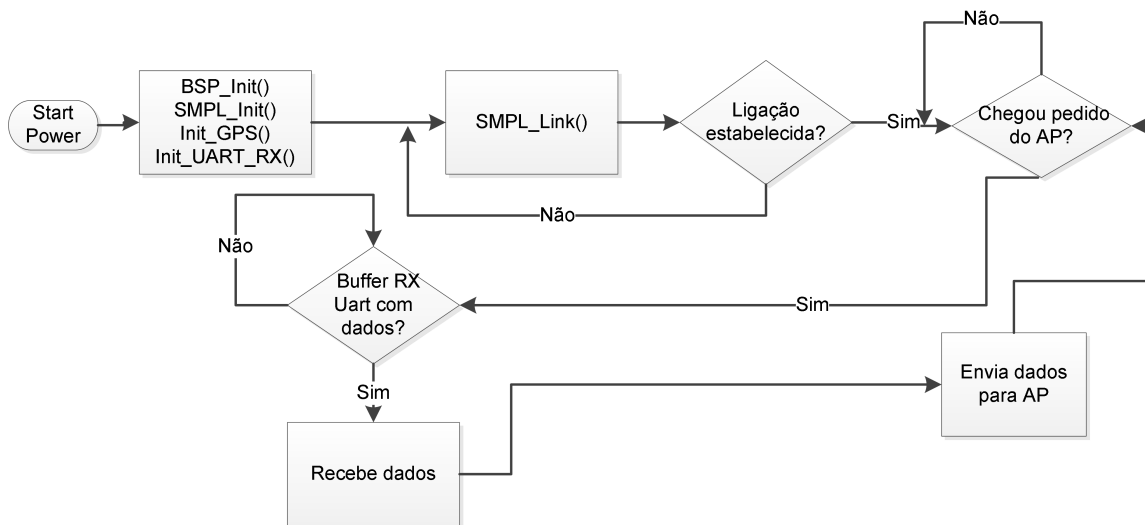 Start
Power
BSP_Init()
SMPL_Init()
Init_GPS()
Init_UART_RX()
SMPL_Link()
Ligação
estabelecida?
Sim
Não
Chegou pedido
do AP?
Não
Sim
Buffer RX
Uart com
dados?
Não
Sim
Recebe dados
Envia dados
para AP